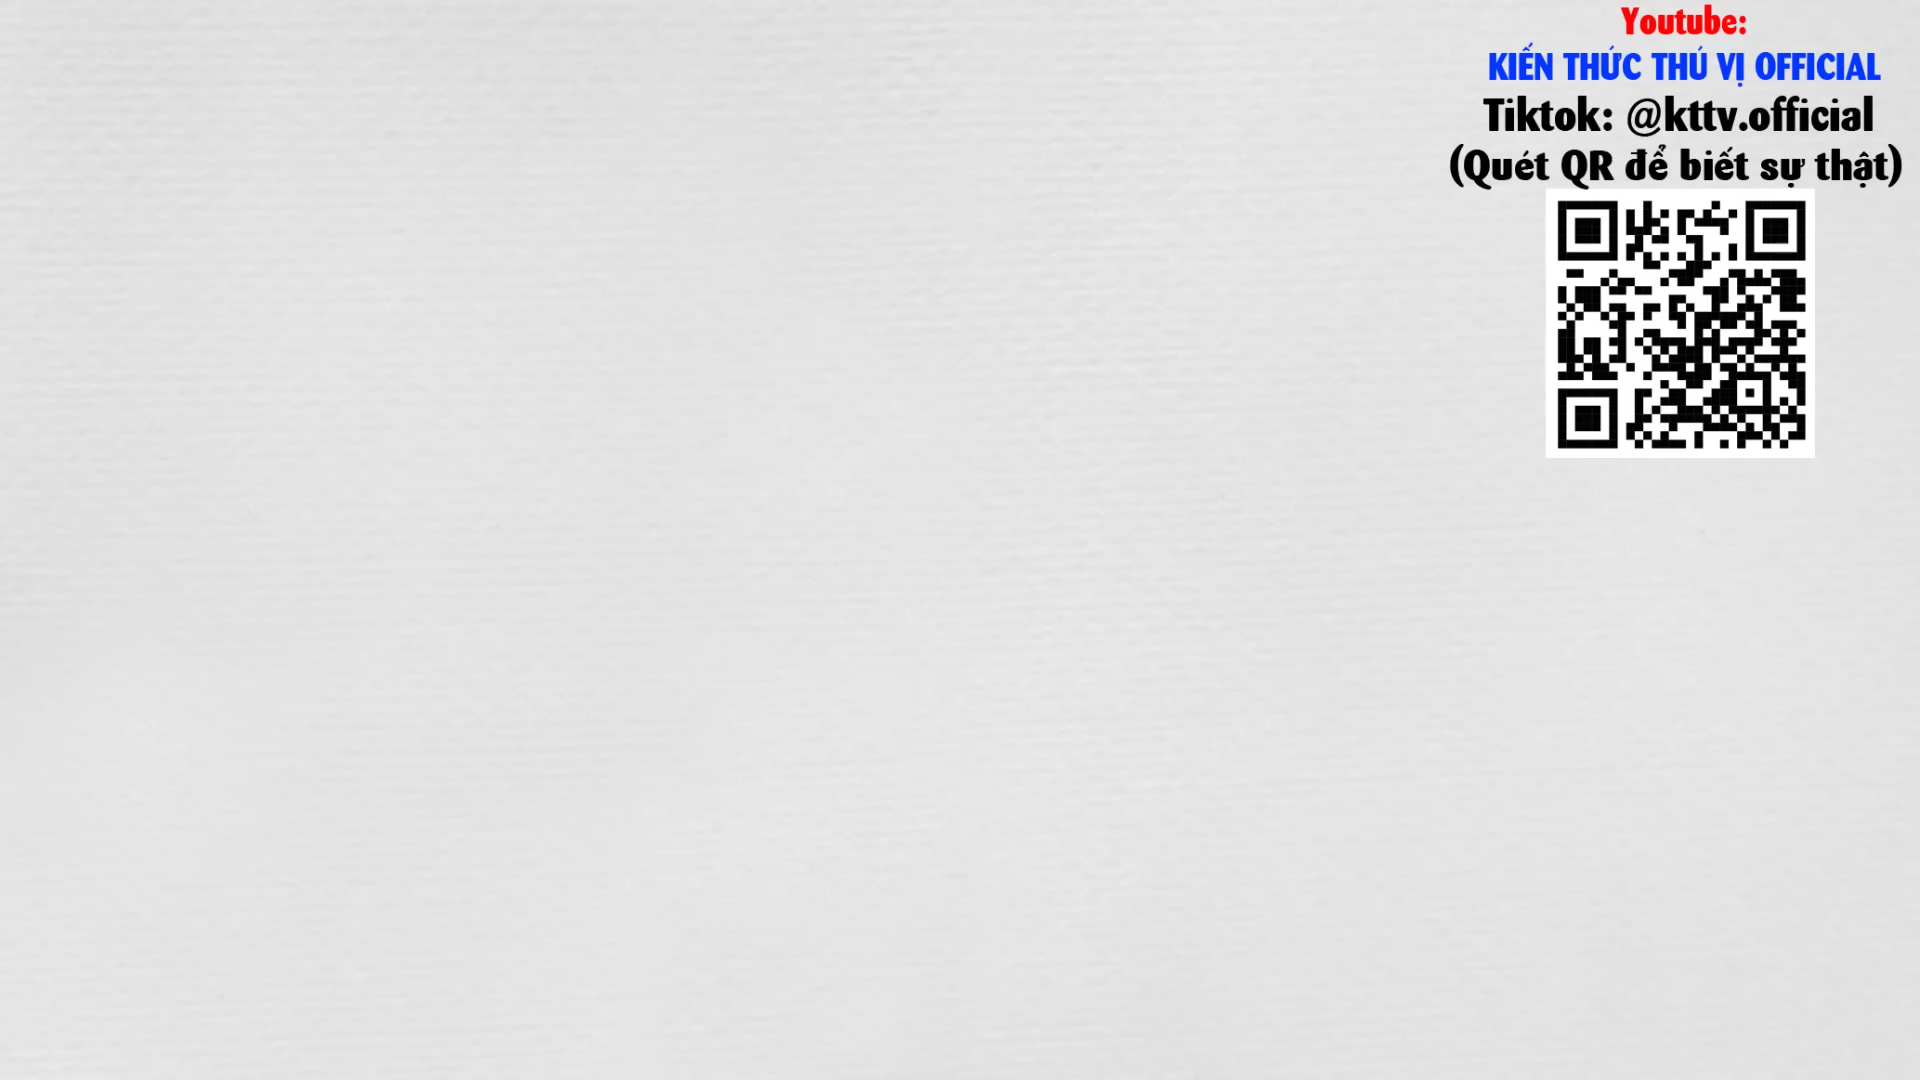 Youtube:
KIẾN THỨC THÚ VỊ OFFICIAL
Tiktok: @kttv.official
(Quét QR để biết sự thật)